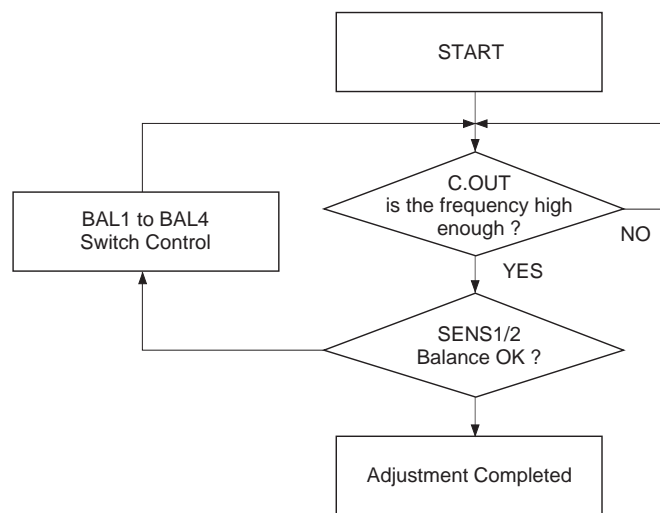 START
C.OUT
is the frequency high
enough ?
NO
YES
BAL1 to BAL4
Switch Control
SENS1/2
Balance OK ?
Adjustment Completed